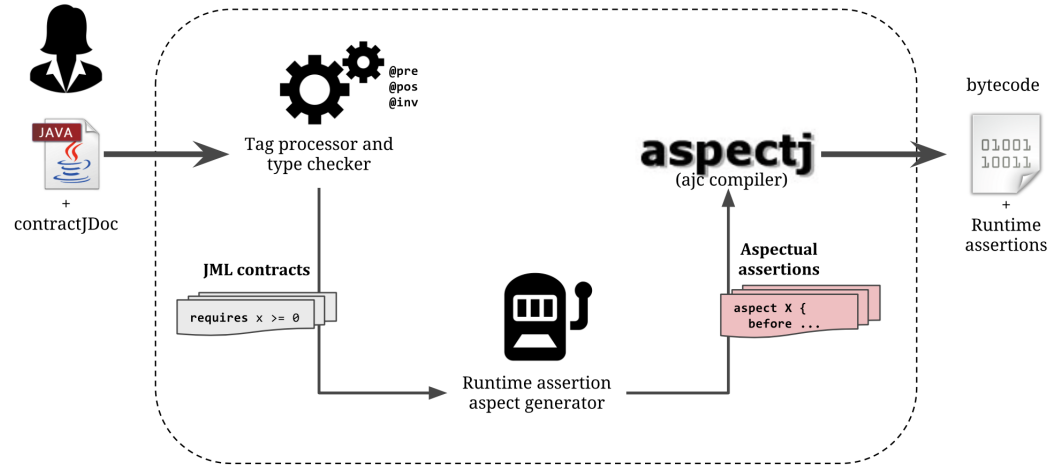 @pre
@pos
@inv
JAVA
+
contractJDoc
Tag processor and
type checker
JML contracts
requires x >= 0
Runtime assertion
aspect generator
Aspectual
assertions
aspect X {
before ...
aspectj
(ajc compiler)
bytecode
01001
10011
+
Runtime
assertions